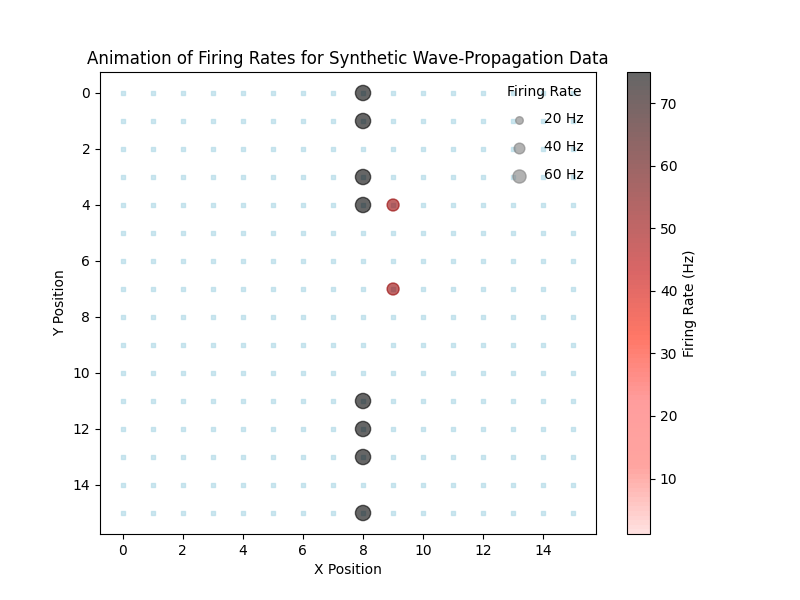 Animation of Firing Rates for Synthetic Wave-Propagation Data
Firing Rate
20 Hz
40 Hz
60 Hz
Y Position
0
2
4
6
8
10
12
14
0 2 4 6 8 10 12 14
X Position
70
60
50
40
30
20
10
Firing Rate (Hz)